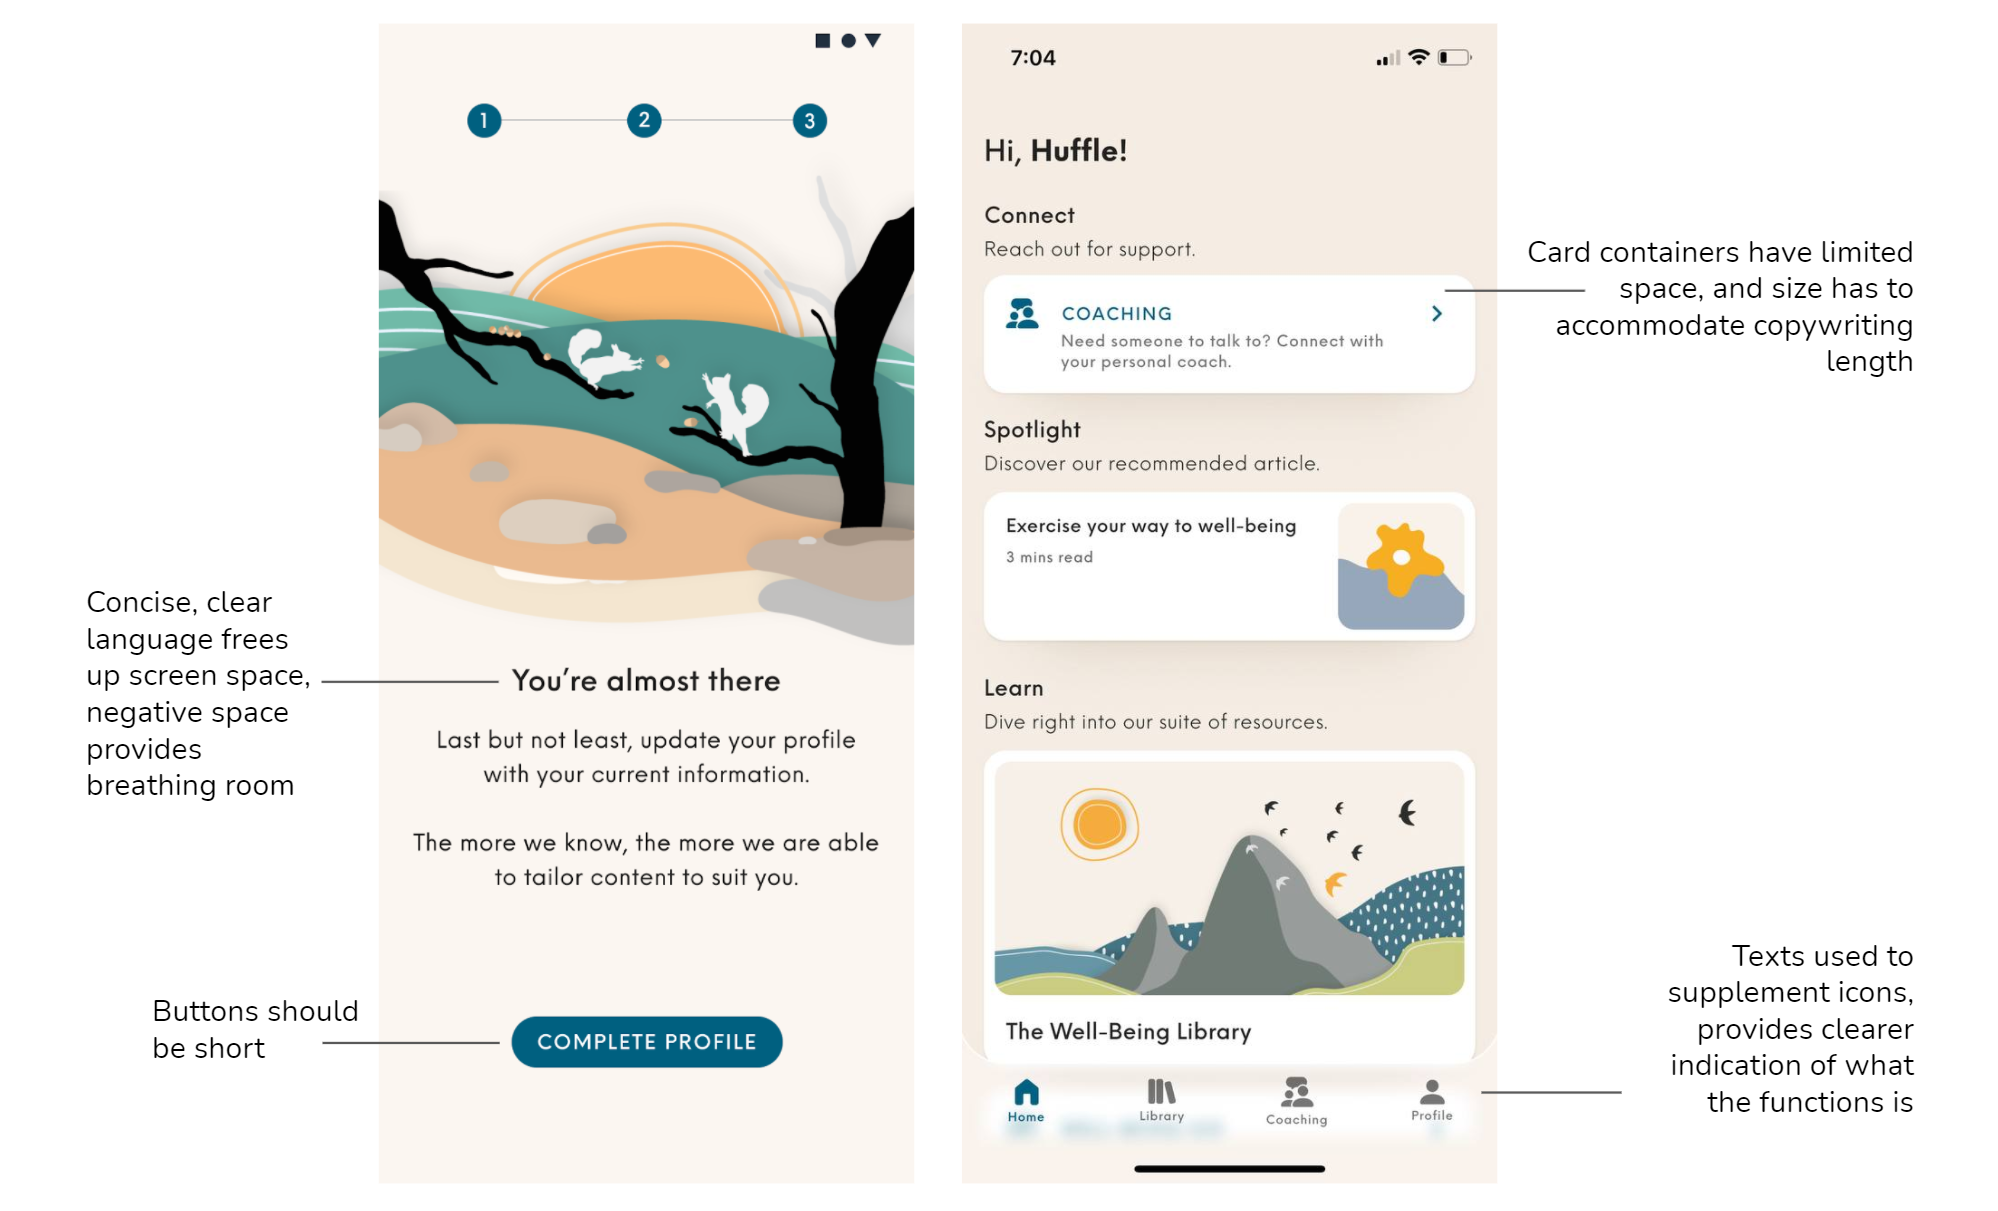 1 2 3
Concise, clear
language frees
up screen space,
negative space
provides
breathing room
You're almost there
Last but not least, update your profile
with your current information.
The more we know, the more we are able
to tailor content to suit you.
Buttons should
be short
COMPLETE PROFILE
7:04
Hi, Huffle!
Connect
Reach out for support.
COACHING
Need someone to talk to? Connect with
your personal coach.
Card containers have limited
space, and size has to
accommodate copywriting
length
Spotlight
Discover our recommended article.
Exercise your way to well-being
3 mins read
Learn
Dive right into our suite of resources.
The Well-Being Library
Home Library Coaching Profile
Texts used to
supplement icons,
provides clearer
indication of what
the functions is